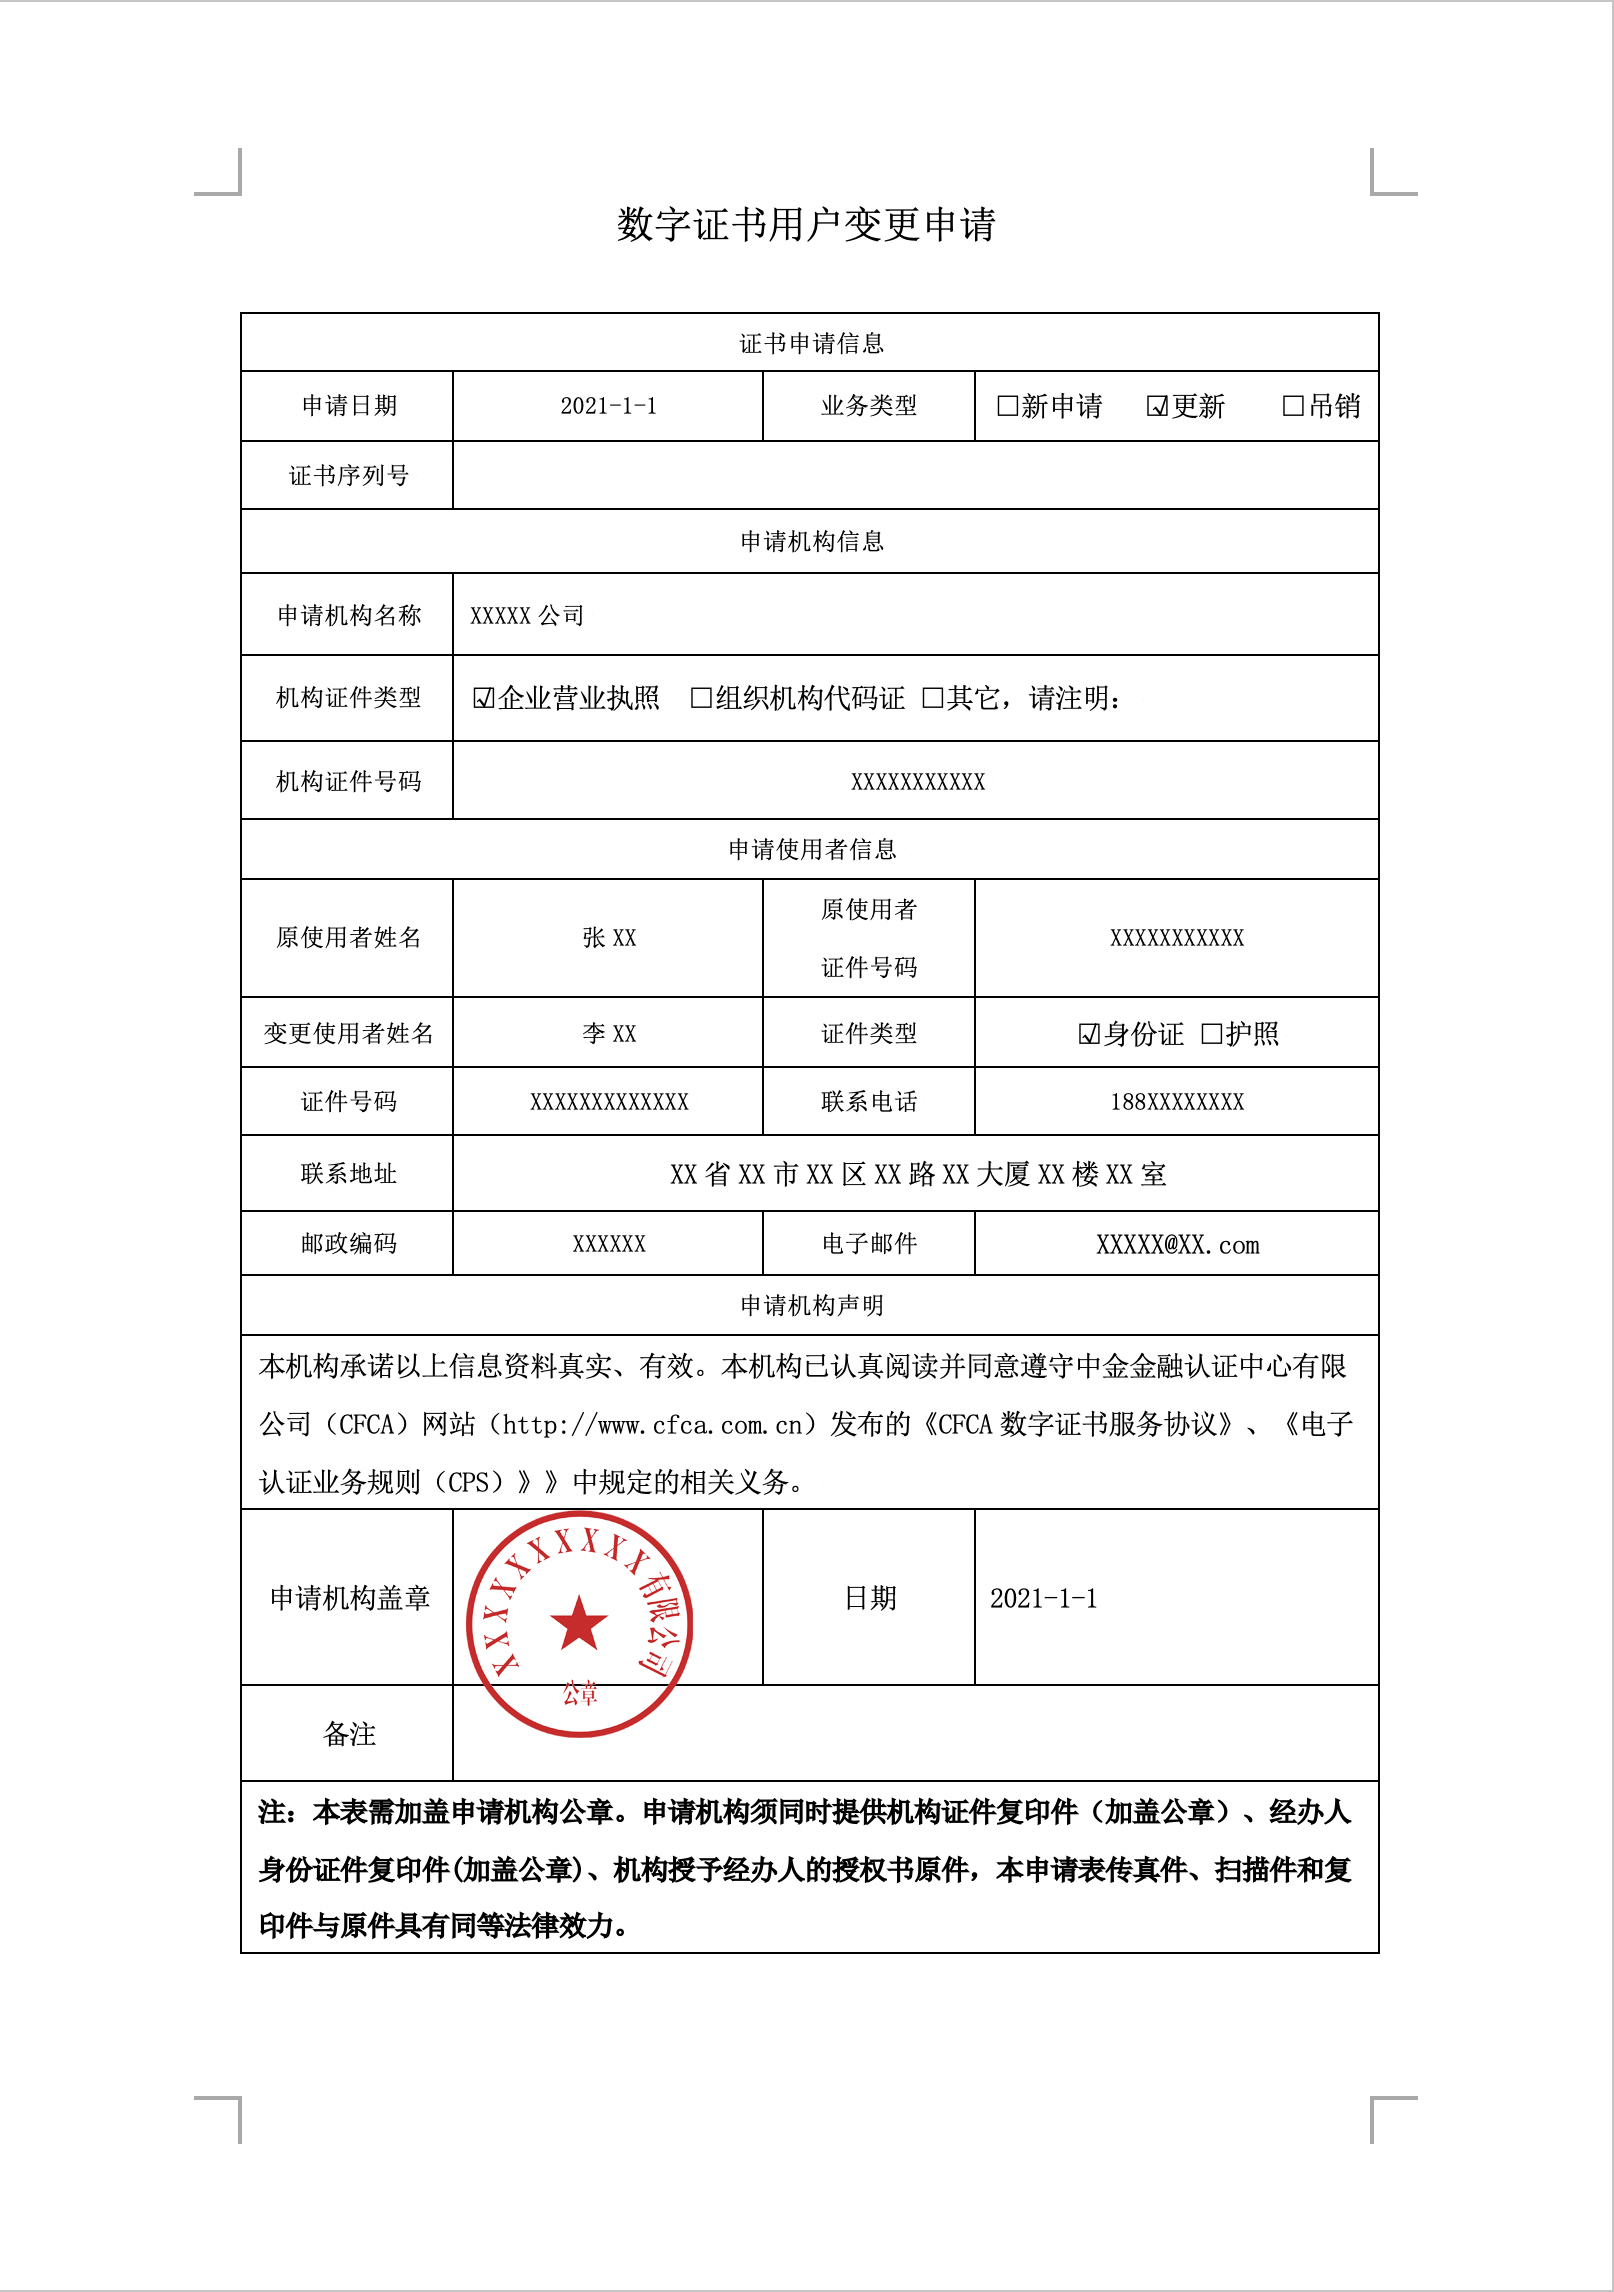 数字证书用户变更申请
证书申请信息
申请日期 2021-1-1 业务类型 ☐新申请 ☑更新 ☐吊销
证书序列号
申请机构信息
申请机构名称 XXXXX 公司
机构证件类型 ☑企业营业执照 ☐组织机构代码证 ☐其它，请注明：
机构证件号码 XXXXXXXXXXX
申请使用者信息
原使用者姓名 张 XX 原使用者 XXXXXXXXXXX
证件号码
变更使用者姓名 李 XX 证件类型 ☑身份证 ☐护照
证件号码 XXXXXXXXXXXXX 联系电话 188XXXXXXXX
联系地址 XX 省 XX 市 XX 区 XX 路 XX 大厦 XX 楼 XX 室
邮政编码 XXXXXX 电子邮件 XXXXX@XX.com
申请机构声明
本机构承诺以上信息资料真实、有效。本机构已认真阅读并同意遵守中金金融认证中心有限
公司（CFCA）网站（http://www.cfca.com.cn）发布的《CFCA 数字证书服务协议》、《电子
认证业务规则（CPS）》》中规定的相关义务。
XXXXXXXXXX有限公司
申请机构盖章 日期 2021-1-1
公章
备注
注：本表需加盖申请机构公章。申请机构须同时提供机构证件复印件（加盖公章）、经办人
身份证件复印件(加盖公章)、机构授予经办人的授权书原件，本申请表传真件、扫描件和复
印件与原件具有同等法律效力。